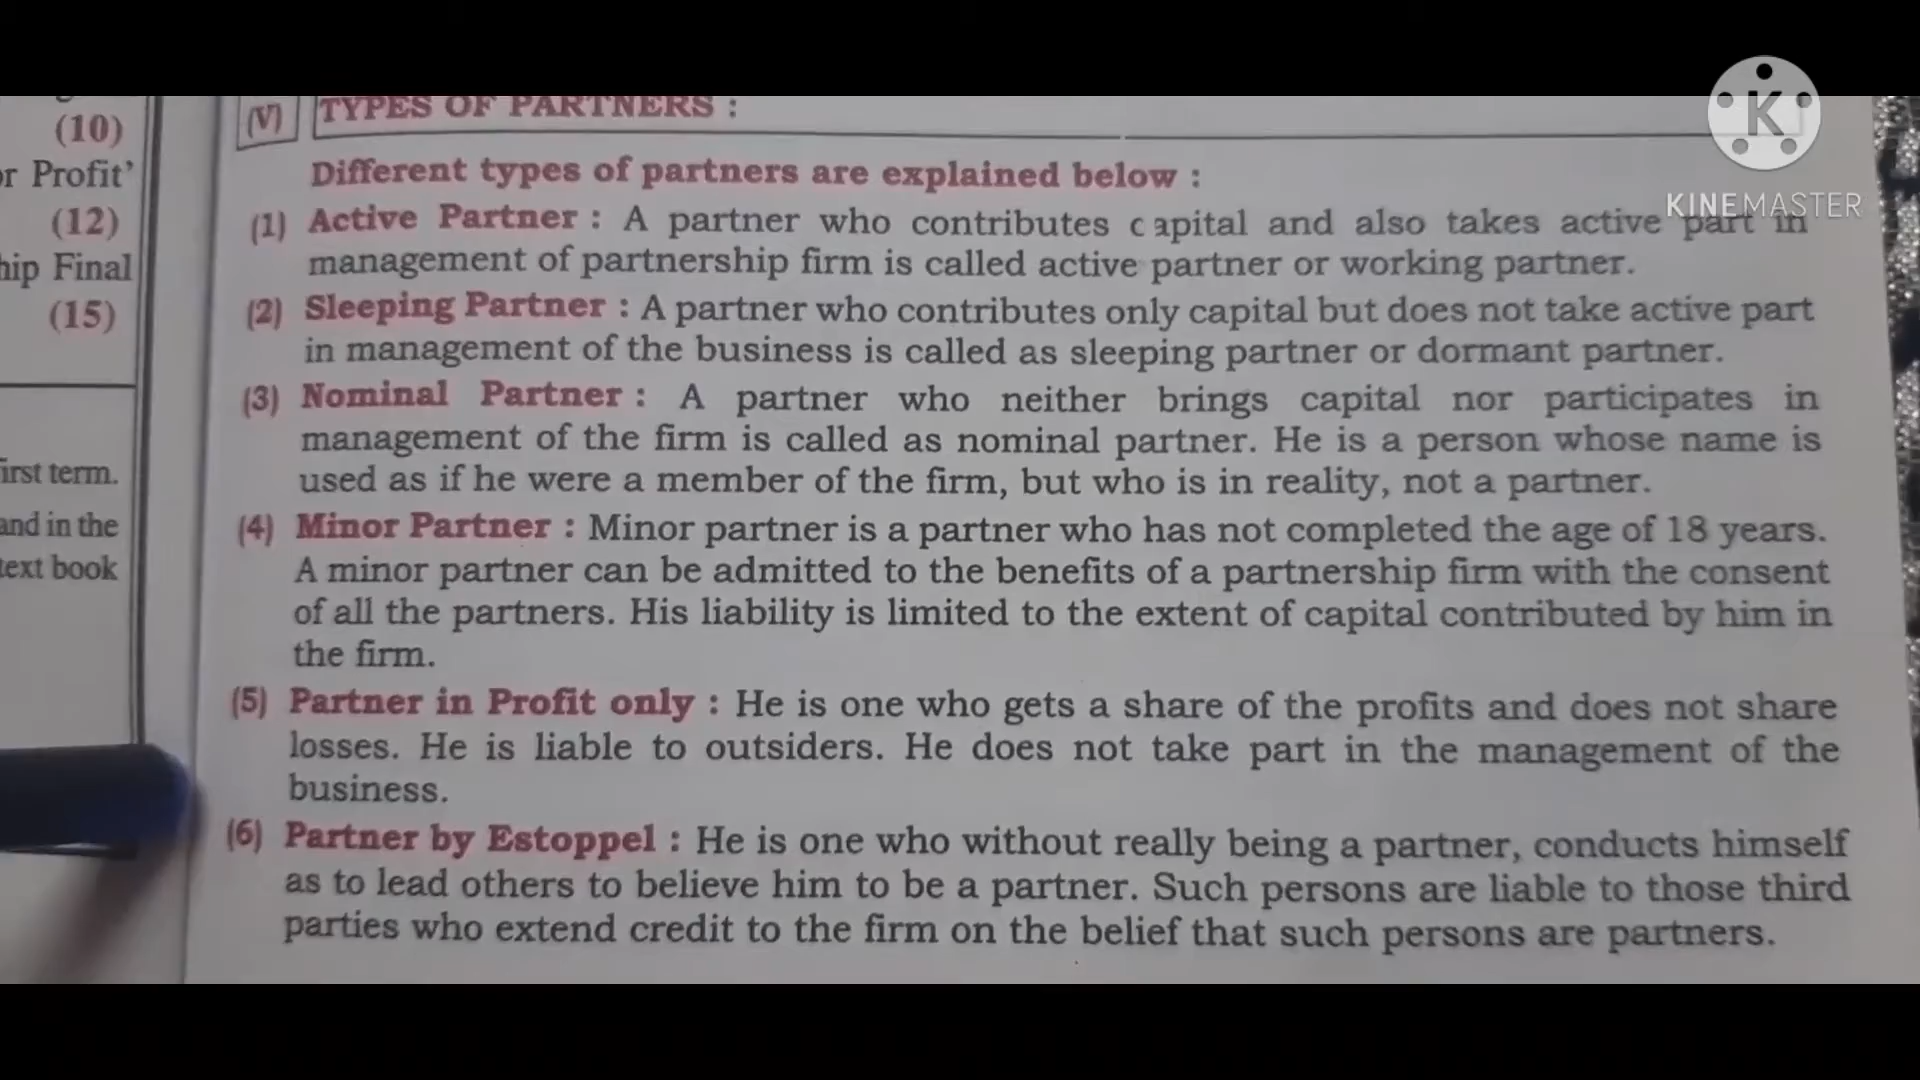 (10)
or Profit’
(12)
hip Final
(15)
irst term.
and in the
text book
(V) TYPES OF PARTNERS :
Different types of partners are explained below :
(1) Active Partner : A partner who contributes capital and also takes active part in
management of partnership firm is called active partner or working partner.
(2) Sleeping Partner : A partner who contributes only capital but does not take active part
in management of the business is called as sleeping partner or dormant partner.
(3) Nominal Partner : A partner who neither brings capital nor participates in
management of the firm is called as nominal partner. He is a person whose name is
used as if he were a member of the firm, but who is in reality, not a partner.
(4) Minor Partner : Minor partner is a partner who has not completed the age of 18 years.
A minor partner can be admitted to the benefits of a partnership firm with the consent
of all the partners. His liability is limited to the extent of capital contributed by him in
the firm.
(5) Partner in Profit only : He is one who gets a share of the profits and does not share
losses. He is liable to outsiders. He does not take part in the management of the
business.
(6) Partner by Estoppel : He is one who without really being a partner, conducts himself
as to lead others to believe him to be a partner. Such persons are liable to those third
parties who extend credit to the firm on the belief that such persons are partners.
K
KINEMASTER